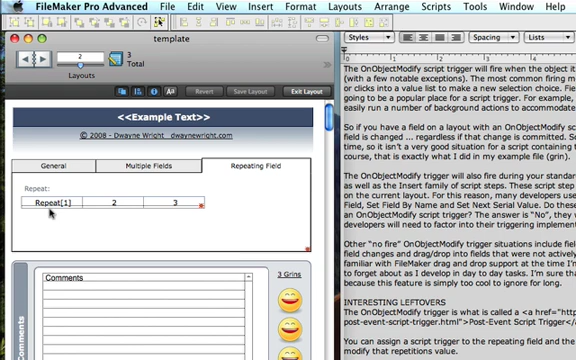 FileMaker Pro Advanced File Edit View Insert Format Layouts Arrange Scripts Tools Window Help
template
2
Layouts
3
Total
Revert Save Layout Exit Layout
<<Example Text>>
© 2008 - Dwayne Wright dwaynewright.com
General Multiple Fields Repeating Field
Repeat:
Repeat[1] 2 3
Comments
3 Grins
Comments
Styles Spacing Lists
The OnObjectModify script trigger will fire when the object it
(with a few notable exceptions). The most common firing m
or clicks into a value list to make a new selection choice. Fie
going to be a popular place for a script trigger. For example,
easily run a number of background actions to accommodate
So if you have a field on a layout with an OnObjectModify sc
field is changed ... regardless if that change is committed. S
time, so it isn't a very good situation for a script containing
course, that is exactly what I did in my example file (grin).
The trigger will also fire during your standard
as well as the Insert family of script steps. These script step
on the current layout. For this reason, many developers will
Field, Set Field By Name and Set Next Serial Value. Do these
an OnObjectModify script trigger? The answer is "No", they w
developers will need to factor into their triggering implemen
Other "no fire" OnObjectModify trigger situations include fiel
field changes and drag/drop into fields that were not actively
familiar with FileMaker drag and drop support at the time I'm
to forget about as I develop in day to day tasks. I'm sure tha
because this feature is simply too cool to ignore for long.
INTERESTING LEFTOVERS
The OnObjectModify trigger is what is called a <a href="http
post-event-script-trigger.html">Post-Event Script Trigger</a
You can assign a script trigger to the repeating field and the
modify that repetitions value.